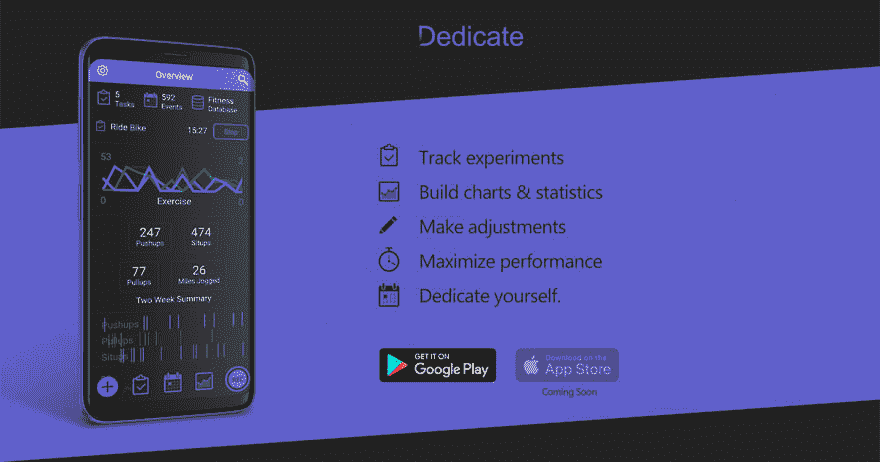 Dedicate
Overview
5
Tasks
592
Events
Fitness
Database
Ride Bike
15:27
Stop
53
2
0
Exercise
0
247
Pushups
474
Situps
77
Pullups
26
Miles Jogged
Two Week Summary
Pushups
Pullups
Situps
Track experiments
Build charts & statistics
Make adjustments
Maximize performance
Dedicate yourself.
GET IT ON
Google Play
Download on the
App Store
Coming Soon